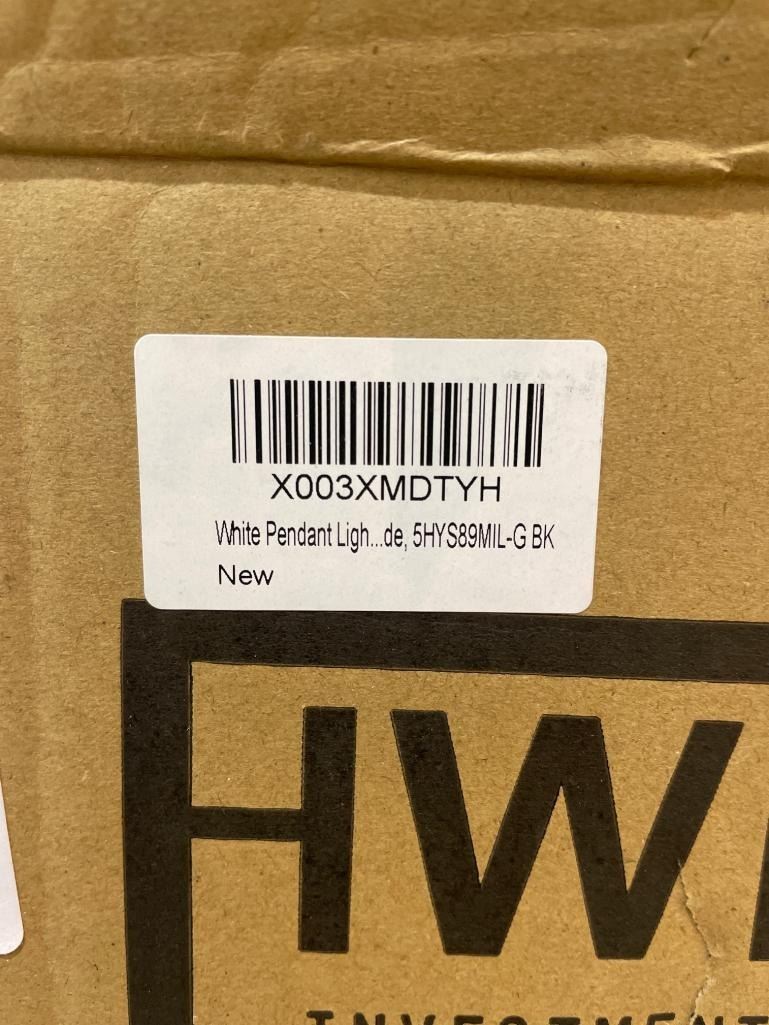 X003XMDTYH
White Pendant Ligh...de, 5HYS89MIL-G BK
New
HW